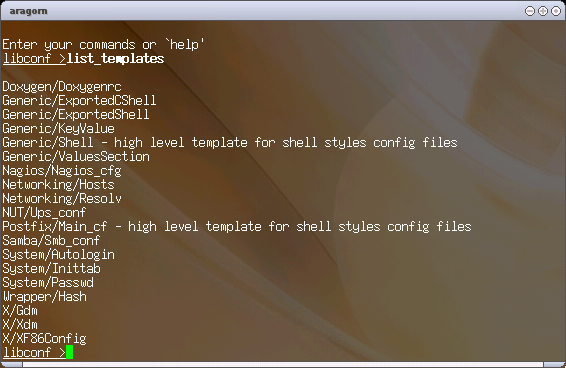 aragorn
Enter your commands or `help'
libconf >list_templates
Doxygen/Doxygenrc
Generic/ExportedCShell
Generic/ExportedShell
Generic/KeyValue
Generic/Shell - high level template for shell styles config files
Generic/ValuesSection
Nagios/Nagios_cfg
Networking/Hosts
Networking/Resolv
NUT/Ups_conf
Postfix/Main_cf - high level template for shell styles config files
Samba/Smb_conf
System/Autologin
System/Inittab
System/Passwd
Wrapper/Hash
X/Gdm
X/Xdm
X/XF86Config
libconf >